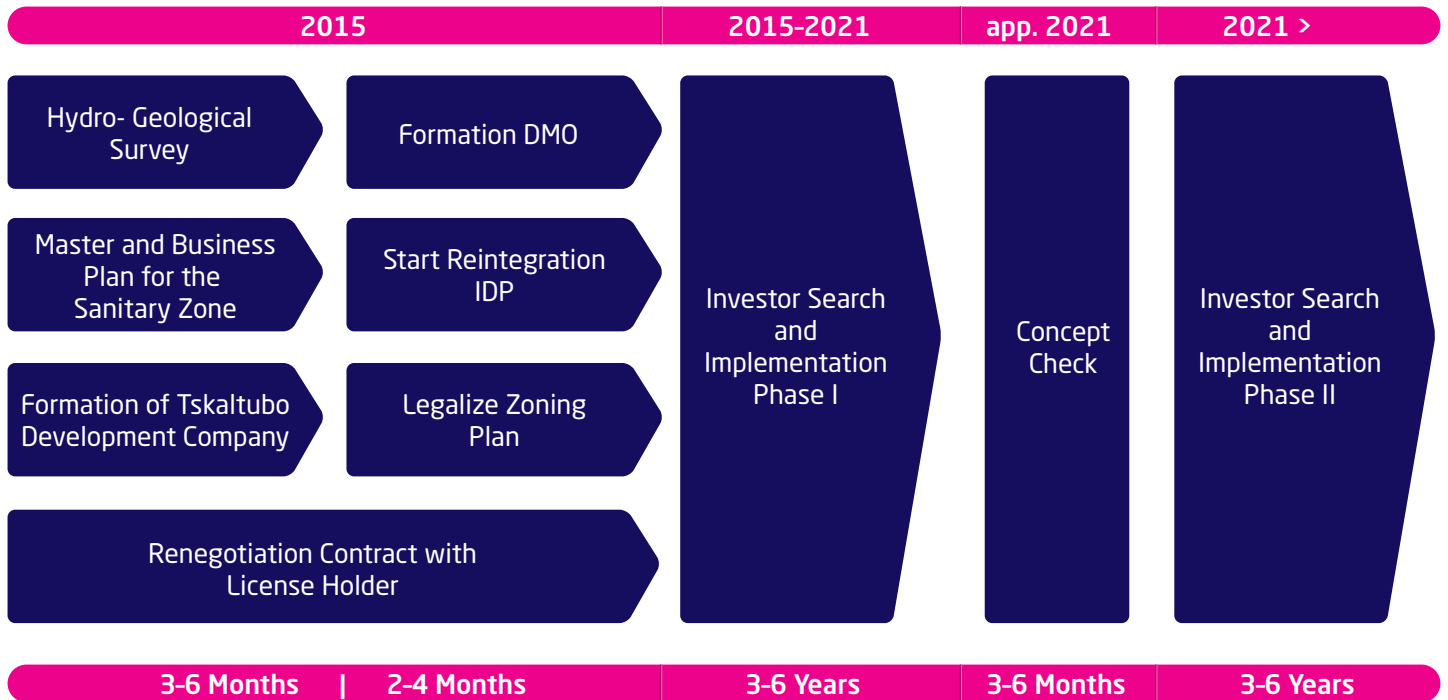 2015
2015-2021
app. 2021
2021 >
Hydro- Geological
Survey
Formation DMO
Master and Business
Plan for the
Sanitary Zone
Start Reintegration
IDP
Formation of Tskaltubo
Development Company
Legalize Zoning
Plan
Renegotiation Contract with
License Holder
Investor Search
and
Implementation
Phase I
Concept
Check
Investor Search
and
Implementation
Phase II
3-6 Months | 2-4 Months
3-6 Years
3-6 Months
3-6 Years